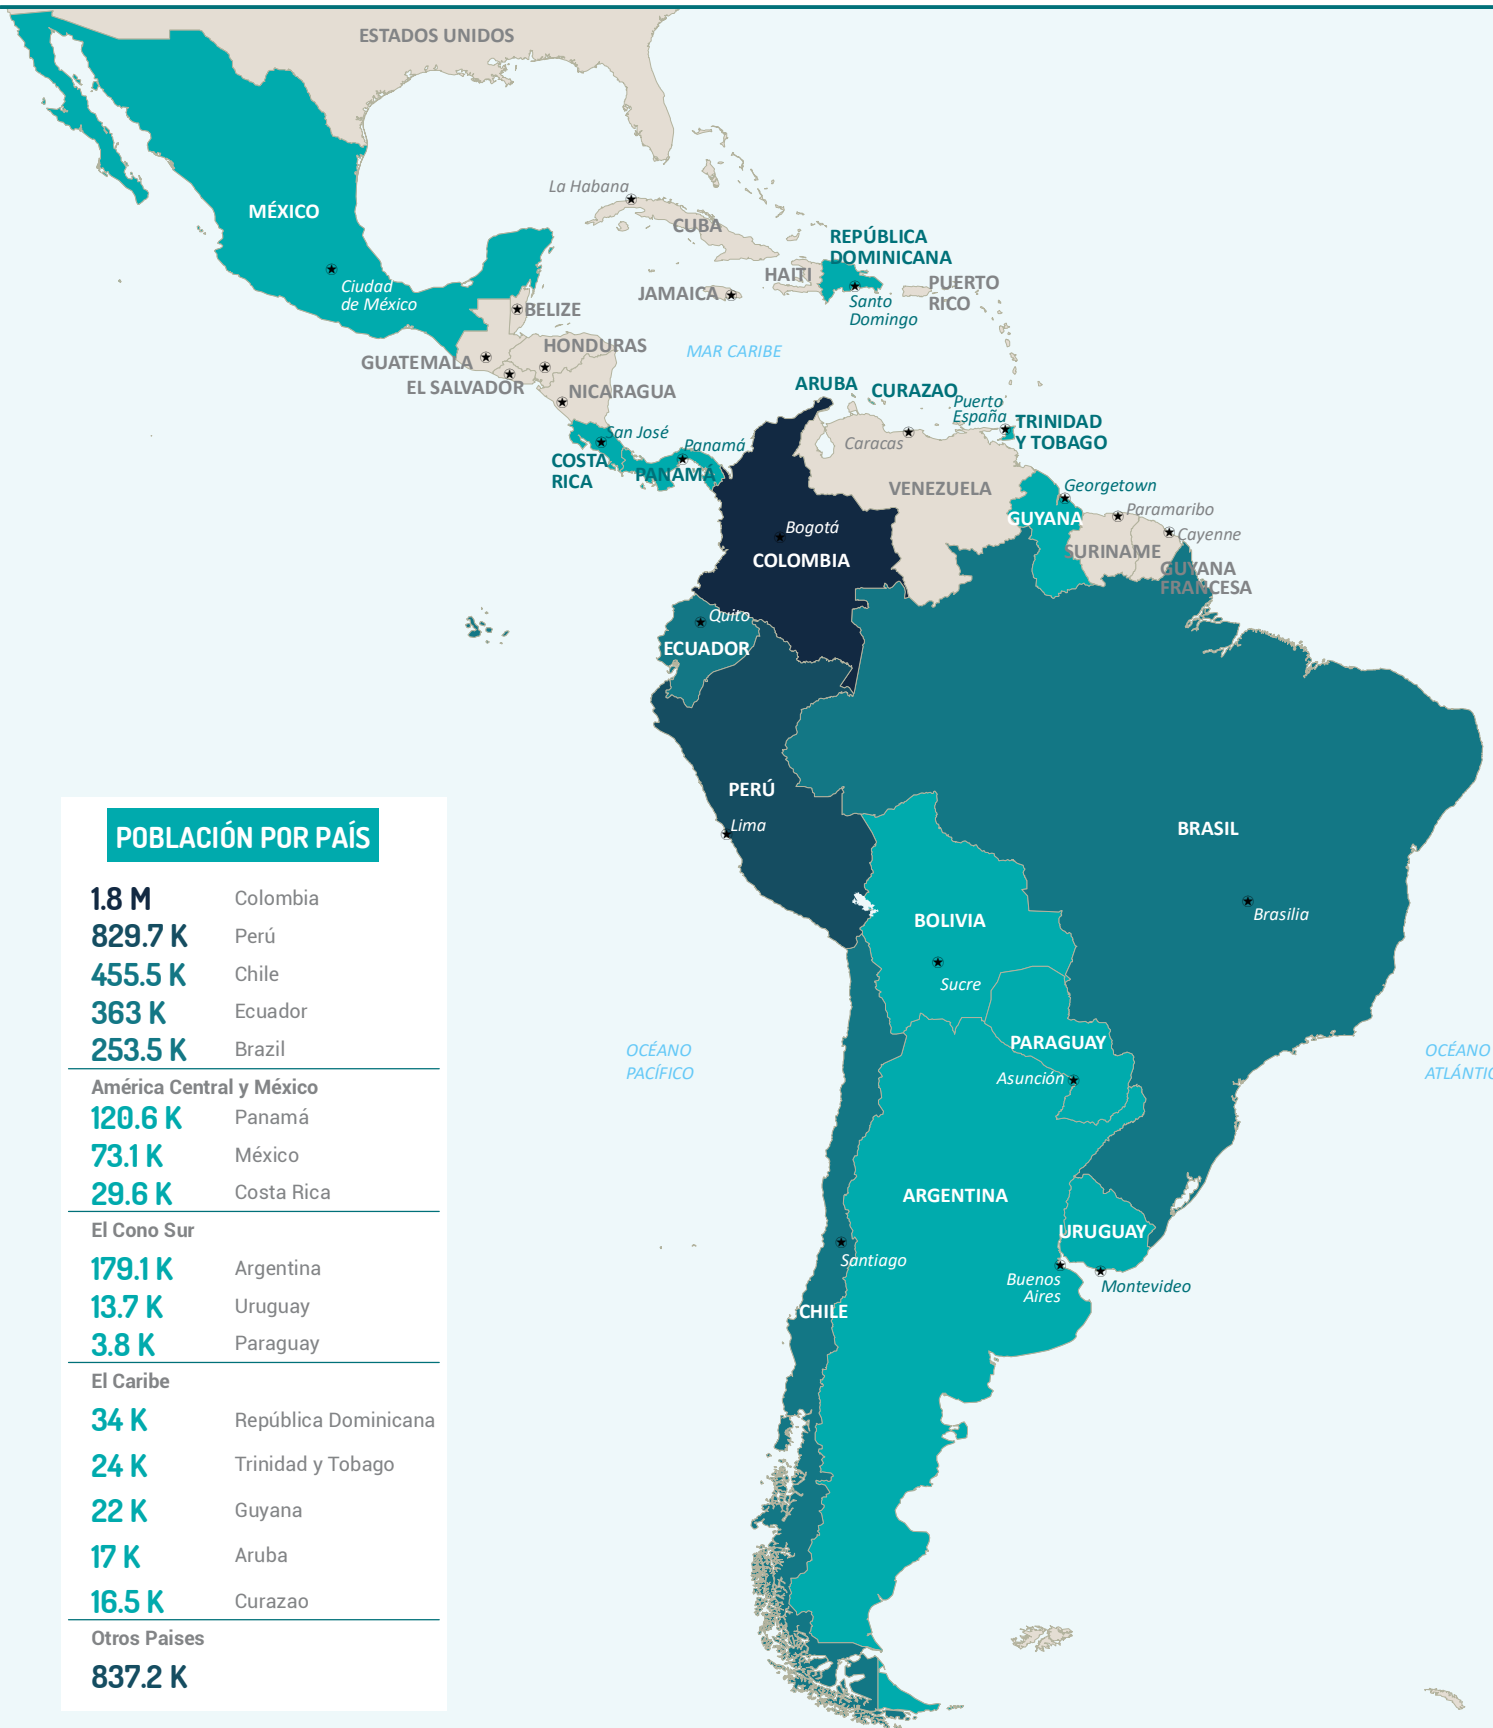 ESTADOS UNIDOS
La Habana
MÉXICO
CUBA
REPÚBLICA
DOMINICANA
HAITI
Ciudad
de México
JAMAICA
PUERTO
RICO
Santo
Domingo
BELIZE
HONDURAS
MAR CARIBE
GUATEMALA
EL SALVADOR
NICARAGUA
ARUBA
CURAZAO
Puerto
España
TRINIDAD
Y TOBAGO
San José
Panamá
Caracas
COSTA
RICA
PANAMÁ
VENEZUELA
Georgetown
Paramaribo
GUYANA
Bogotá
Cayenne
COLOMBIA
SURINAME
GUYANA
FRANCESA
Quito
ECUADOR
PERÚ
Lima
BRASIL
Brasilia
BOLIVIA
Sucre
OCÉANO
PACÍFICO
PARAGUAY
OCÉANO
ATLÁNTIC
Asunción
ARGENTINA
URUGUAY
Santiago
Buenos
Aires
Montevideo
CHILE
POBLACIÓN POR PAÍS
1.8 M Colombia
829.7 K Perú
455.5 K Chile
363 K Ecuador
253.5 K Brazil
América Central y México
120.6 K Panamá
73.1 K México
29.6 K Costa Rica
El Cono Sur
179.1 K Argentina
13.7 K Uruguay
3.8 K Paraguay
El Caribe
34 K República Dominicana
24 K Trinidad y Tobago
22 K Guyana
17 K Aruba
16.5 K Curazao
Otros Paises
837.2 K